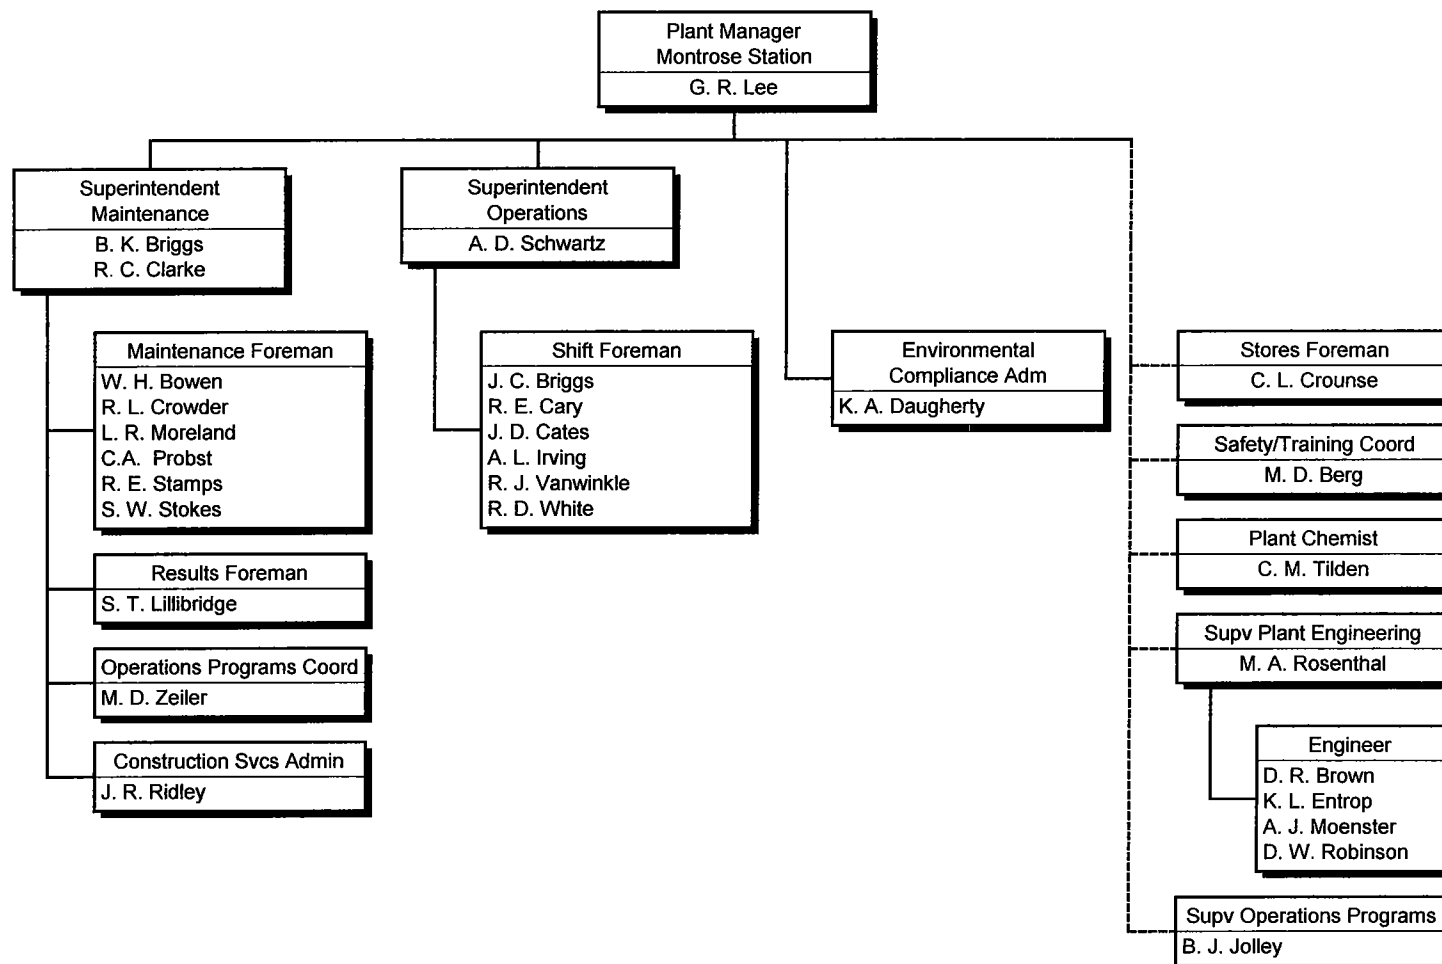 Plant Manager
Montrose Station
G. R. Lee
Superintendent
Maintenance
B. K. Briggs
R. C. Clarke
Superintendent
Operations
A. D. Schwartz
Maintenance Foreman
W. H. Bowen
R. L. Crowder
L. R. Moreland
C.A. Probst
R. E. Stamps
S. W. Stokes
Results Foreman
S. T. Lillibridge
Operations Programs Coord
M. D. Zeiler
Construction Svcs Admin
J. R. Ridley
Shift Foreman
J. C. Briggs
R. E. Cary
J. D. Cates
A. L. Irving
R. J. Vanwinkle
R. D. White
Environmental
Compliance Adm
K. A. Daugherty
Stores Foreman
C. L. Crounse
Safety/Training Coord
M. D. Berg
Plant Chemist
C. M. Tilden
Supv Plant Engineering
M. A. Rosenthal
Engineer
D. R. Brown
K. L. Entrop
A. J. Moenster
D. W. Robinson
Supv Operations Programs
B. J. Jolley